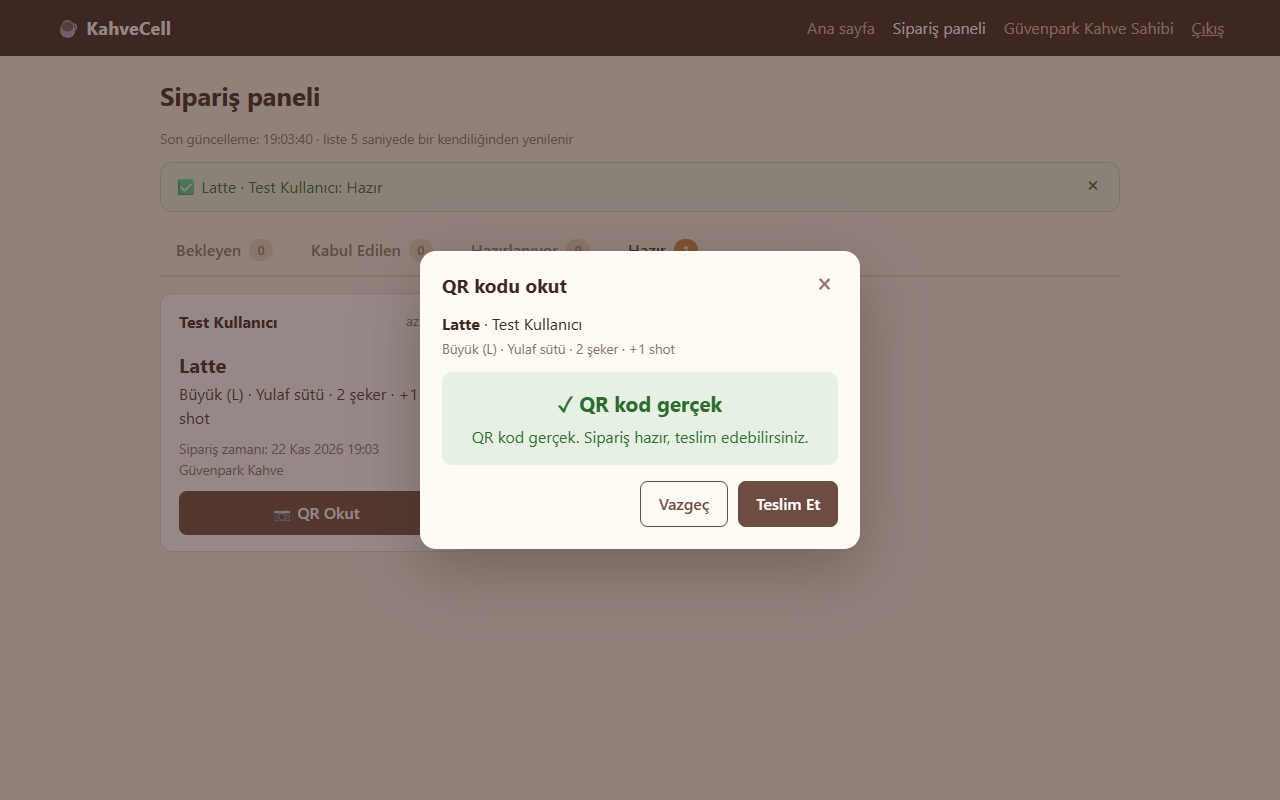 KahveCell
Ana sayfa Sipariş paneli Güvenpark Kahve Sahibi Çıkış
Sipariş paneli
Son güncelleme: 19:03:40 · liste 5 saniyede bir kendiliğinden yenilenir
✅ Latte · Test Kullanıcı: Hazır ×
Bekleyen 0 Kabul Edilen 0 Hazırlanıyor 0 Hazır 1
Test Kullanıcı az
Latte
Büyük (L) · Yulaf sütü · 2 şeker · +1
shot
Sipariş zamanı: 22 Kas 2026 19:03
Güvenpark Kahve
QR Okut
QR kodu okut ×
Latte · Test Kullanıcı
Büyük (L) · Yulaf sütü · 2 şeker · +1 shot
✓ QR kod gerçek
QR kod gerçek. Sipariş hazır, teslim edebilirsiniz.
Vazgeç Teslim Et